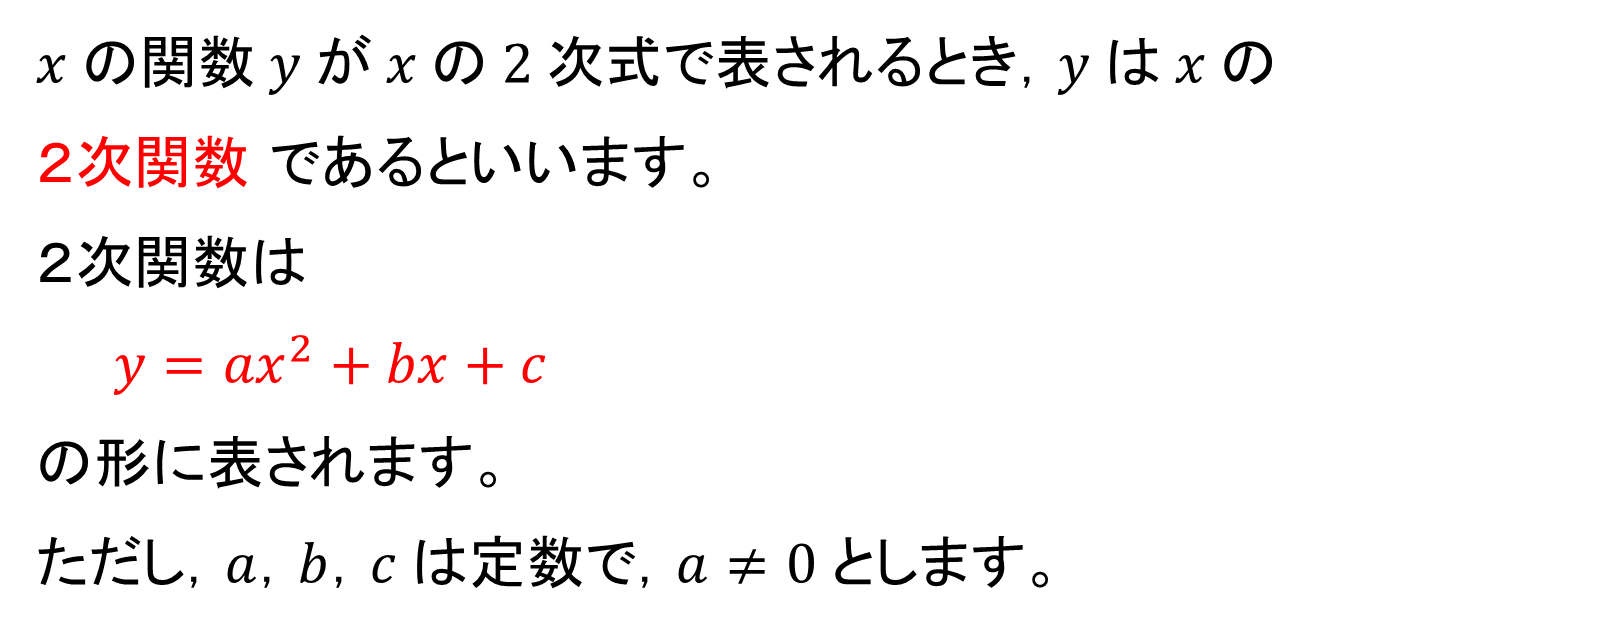 x の関数 y が x の 2 次式で表されるとき, y は x の
２次関数 であるといいます。
２次関数は
y = ax² + bx + c
の形に表されます。
ただし, a, b, c は定数で, a ≠ 0 とします。